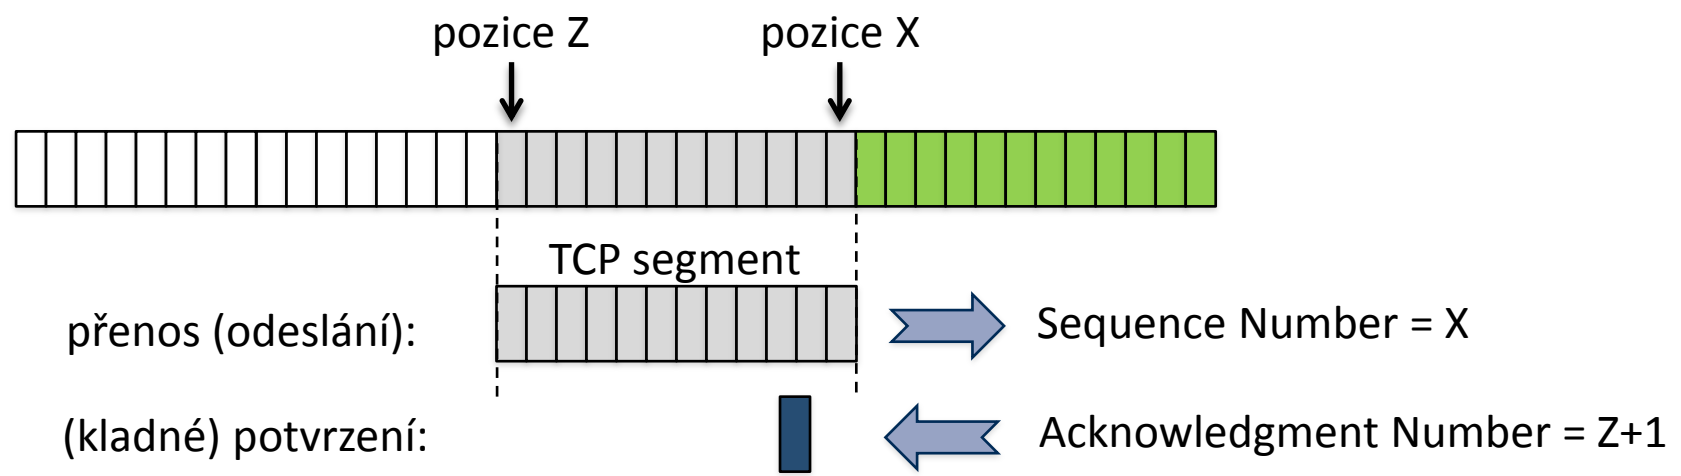 pozice Z
pozice X
TCP segment
přenos (odeslání):
Sequence Number = X
(kladné) potvrzení:
Acknowledgment Number = Z+1